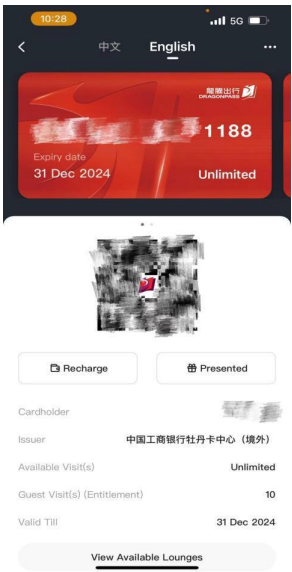 10:28
5G
中文 English
龍騰出行
DRAGONPASS
1188
Expiry date
31 Dec 2024 Unlimited
Recharge Presented
Cardholder
Issuer 中国工商银行牡丹卡中心（境外）
Available Visit(s) Unlimited
Guest Visit(s) (Entitlement) 10
Valid Till 31 Dec 2024
View Available Lounges